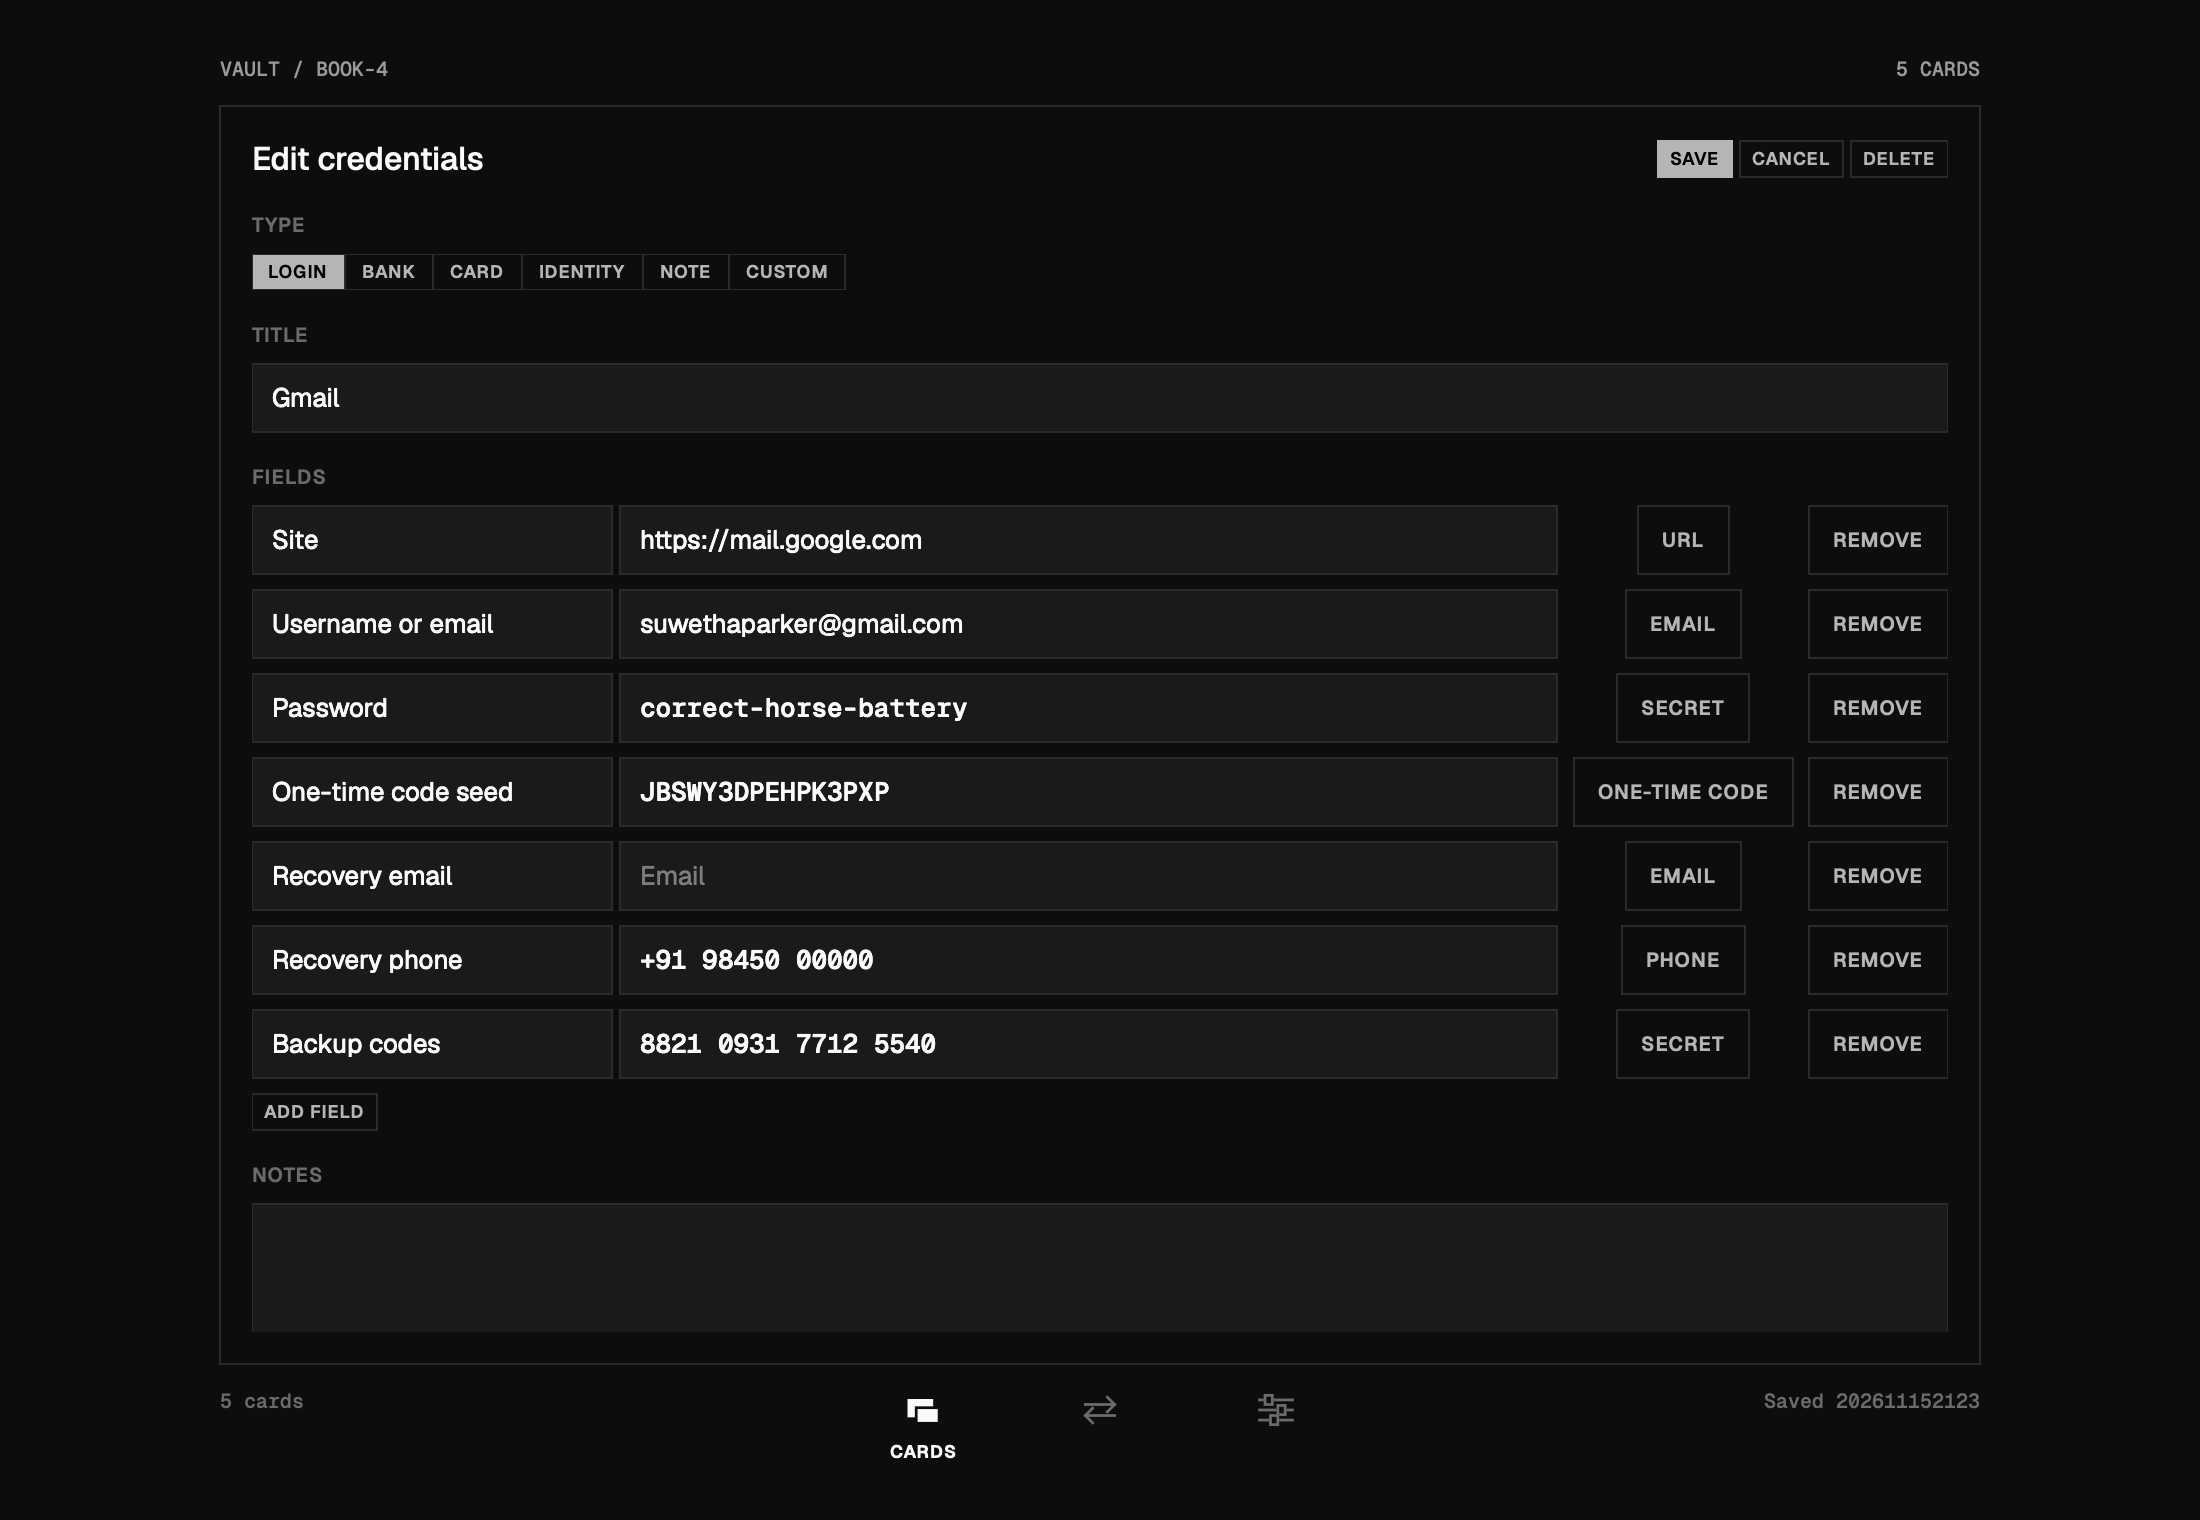 VAULT / BOOK-4 5 CARDS
Edit credentials SAVE CANCEL DELETE
TYPE
LOGIN BANK CARD IDENTITY NOTE CUSTOM
TITLE
Gmail
FIELDS
Site https://mail.google.com URL REMOVE
Username or email suwethaparker@gmail.com EMAIL REMOVE
Password correct-horse-battery SECRET REMOVE
One-time code seed JBSWY3DPEHPK3PXP ONE-TIME CODE REMOVE
Recovery email Email EMAIL REMOVE
Recovery phone +91 98450 00000 PHONE REMOVE
Backup codes 8821 0931 7712 5540 SECRET REMOVE
ADD FIELD
NOTES
5 cards Saved 202611152123
CARDS